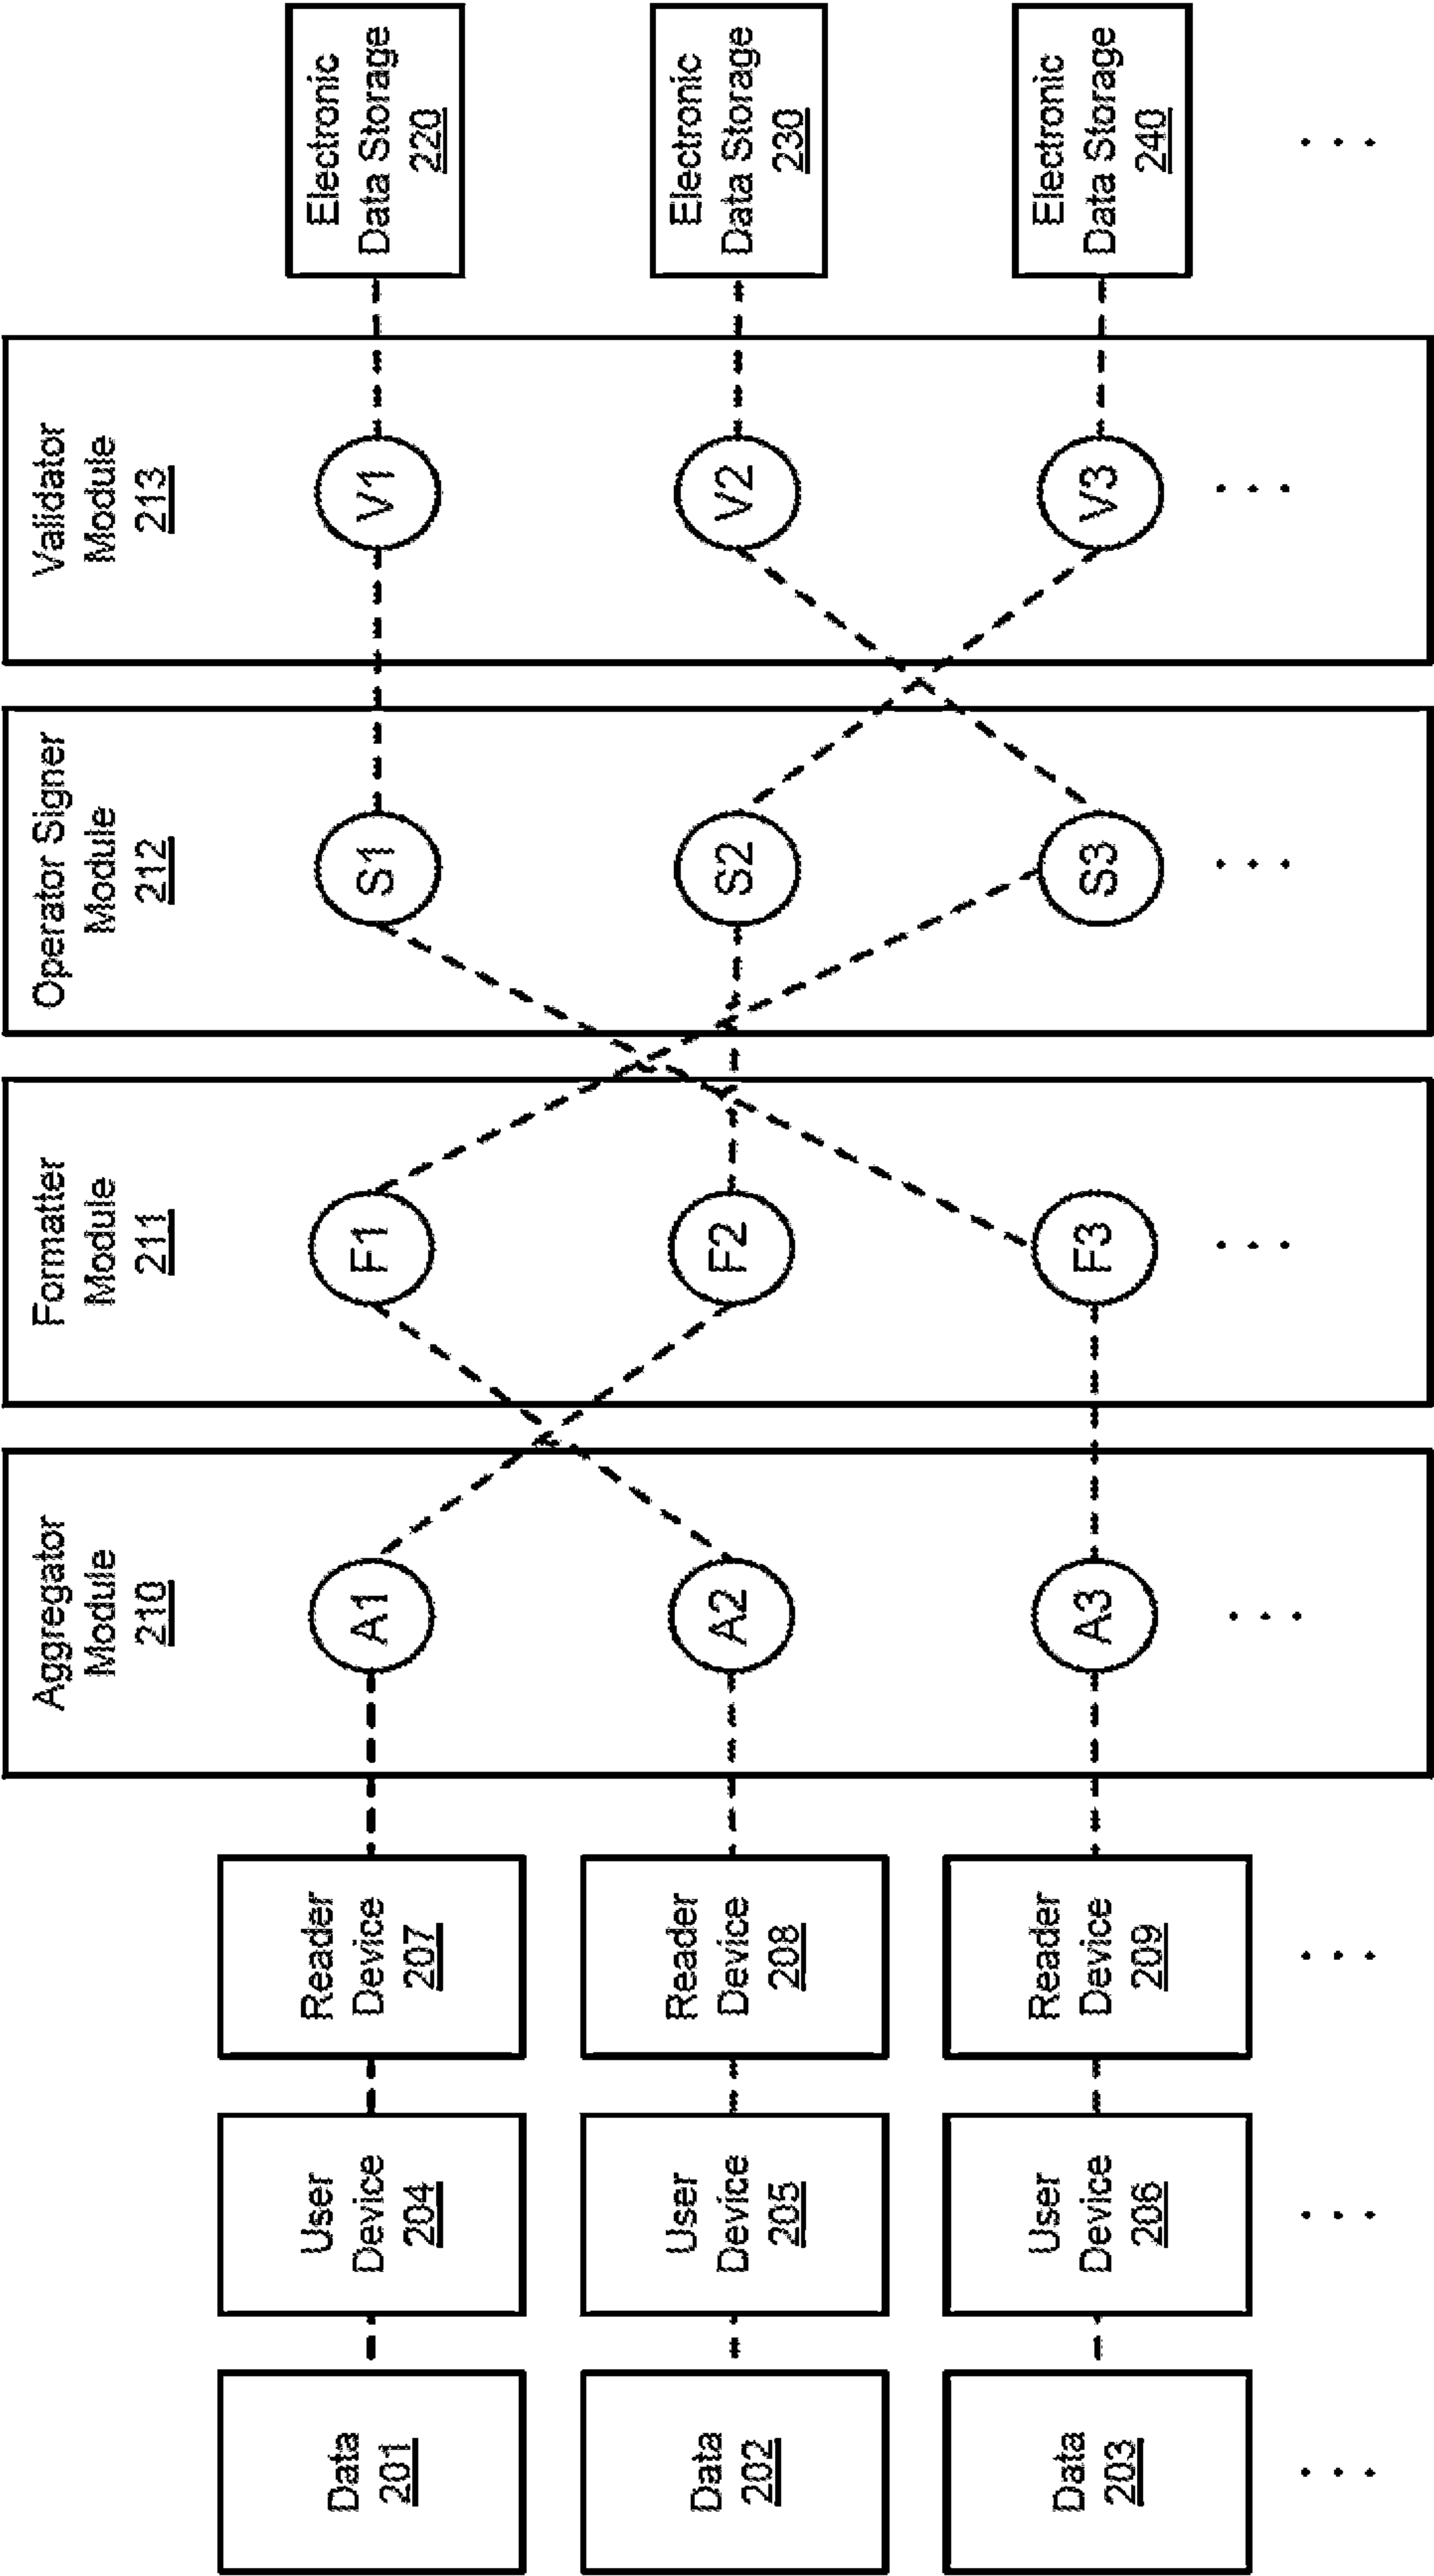 Data
201
User
Device
204
Reader
Device
207
Data
202
User
Device
205
Reader
Device
208
Data
203
User
Device
206
Reader
Device
209
. . .
. . .
. . .
Aggregator
Module
210
A1
A2
A3
. . .
Formatter
Module
211
F1
F2
F3
. . .
Operator Signer
Module
212
S1
S2
S3
. . .
Validator
Module
213
V1
V2
V3
. . .
Electronic
Data Storage
220
Electronic
Data Storage
230
Electronic
Data Storage
240
. . .